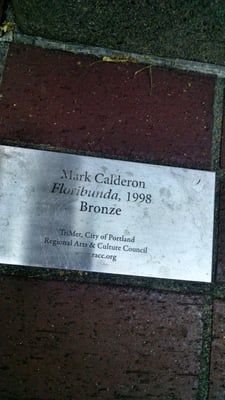 Mark Calderon
Floribunda, 1998
Bronze
TriMet, City of Portland
Regional Arts & Culture Council
racc.org